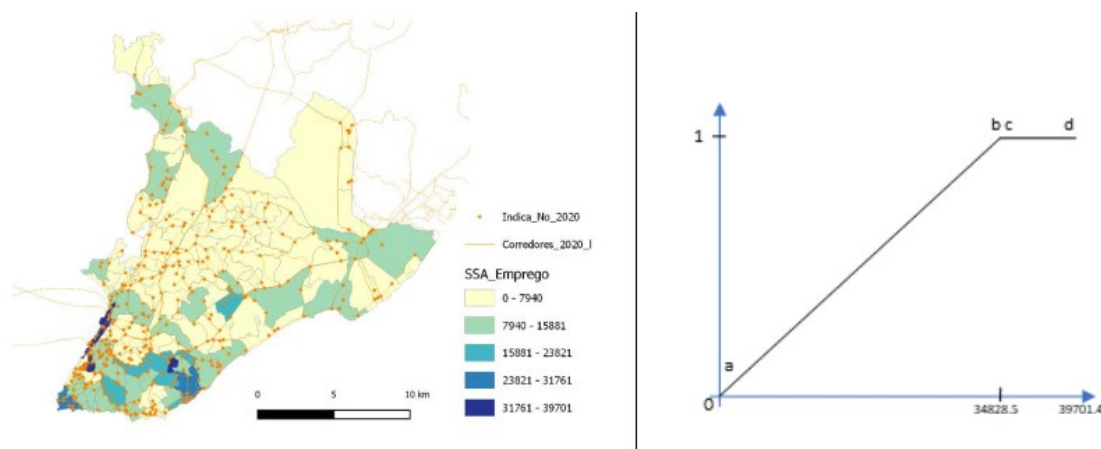 Indica_No_2020
Corredores_2020_l
SSA_Emprego
0 - 7940
7940 - 15881
15881 - 23821
23821 - 31761
31761 - 39701
0 5 10 km
1
b c d
a
0
34828.5 39701.4